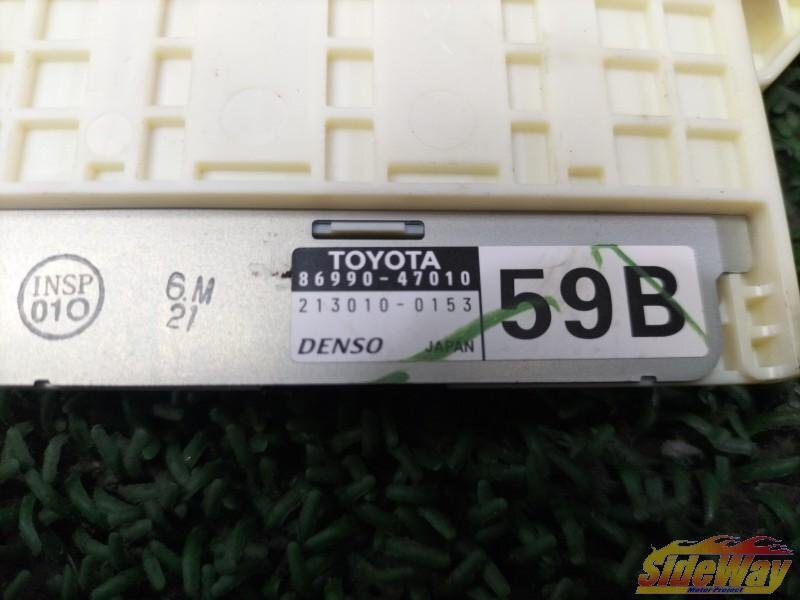 INSP
010
6.M
21
TOYOTA
86990-47010
213010-0153
DENSO JAPAN
59B
SideWay
Motor Project